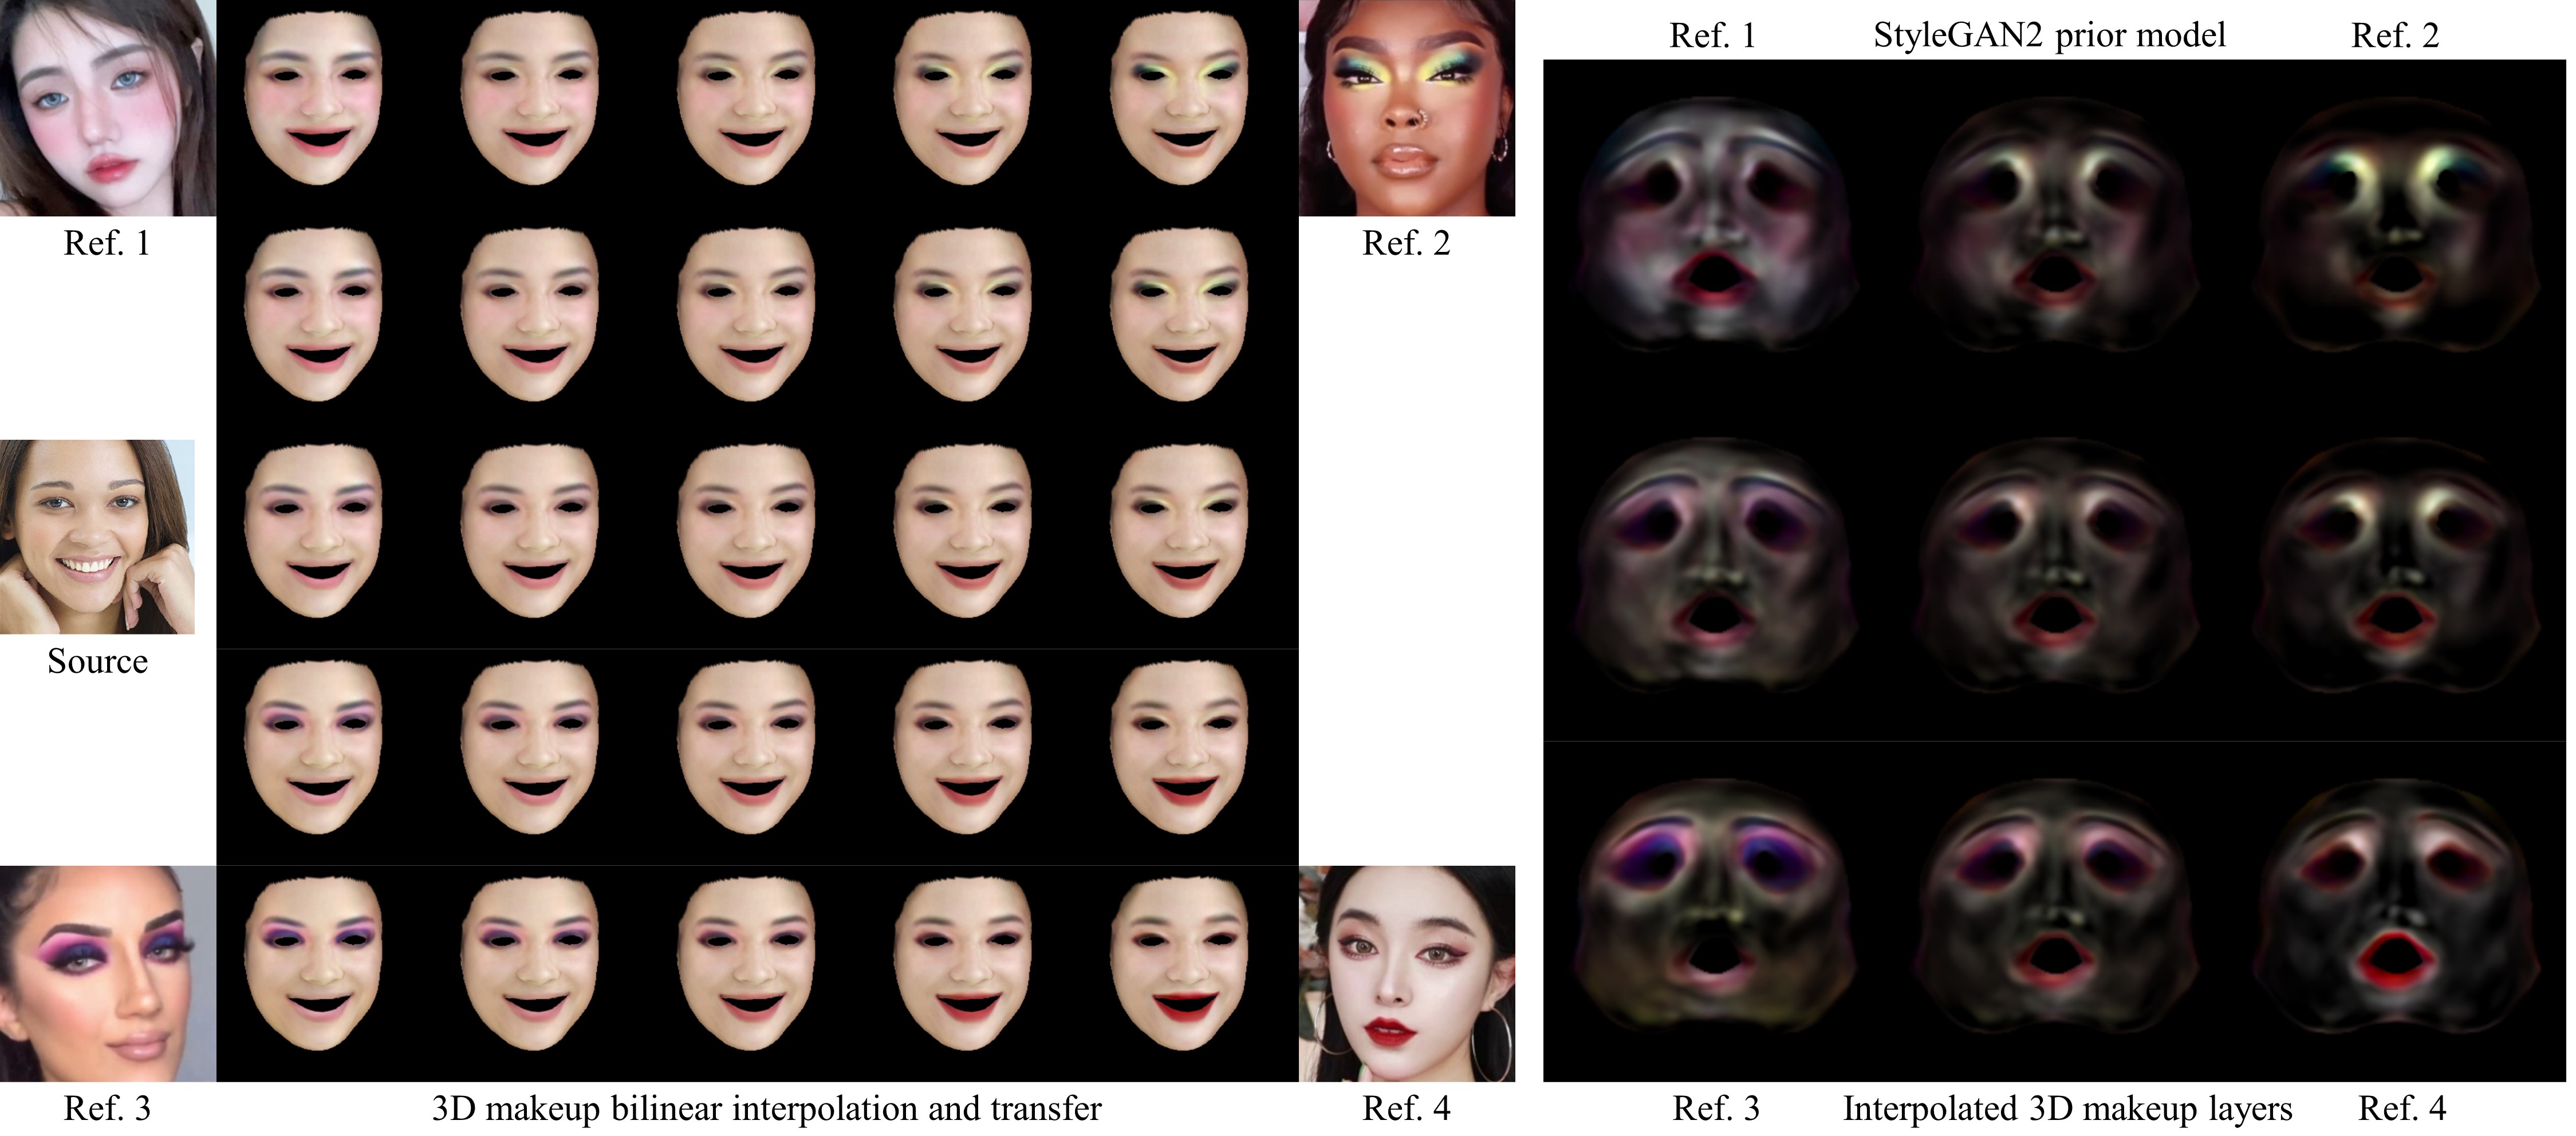 Ref. 1
StyleGAN2 prior model
Ref. 2
Ref. 1
Ref. 2
Source
Ref. 3
3D makeup bilinear interpolation and transfer
Ref. 4
Ref. 3
Interpolated 3D makeup layers
Ref. 4